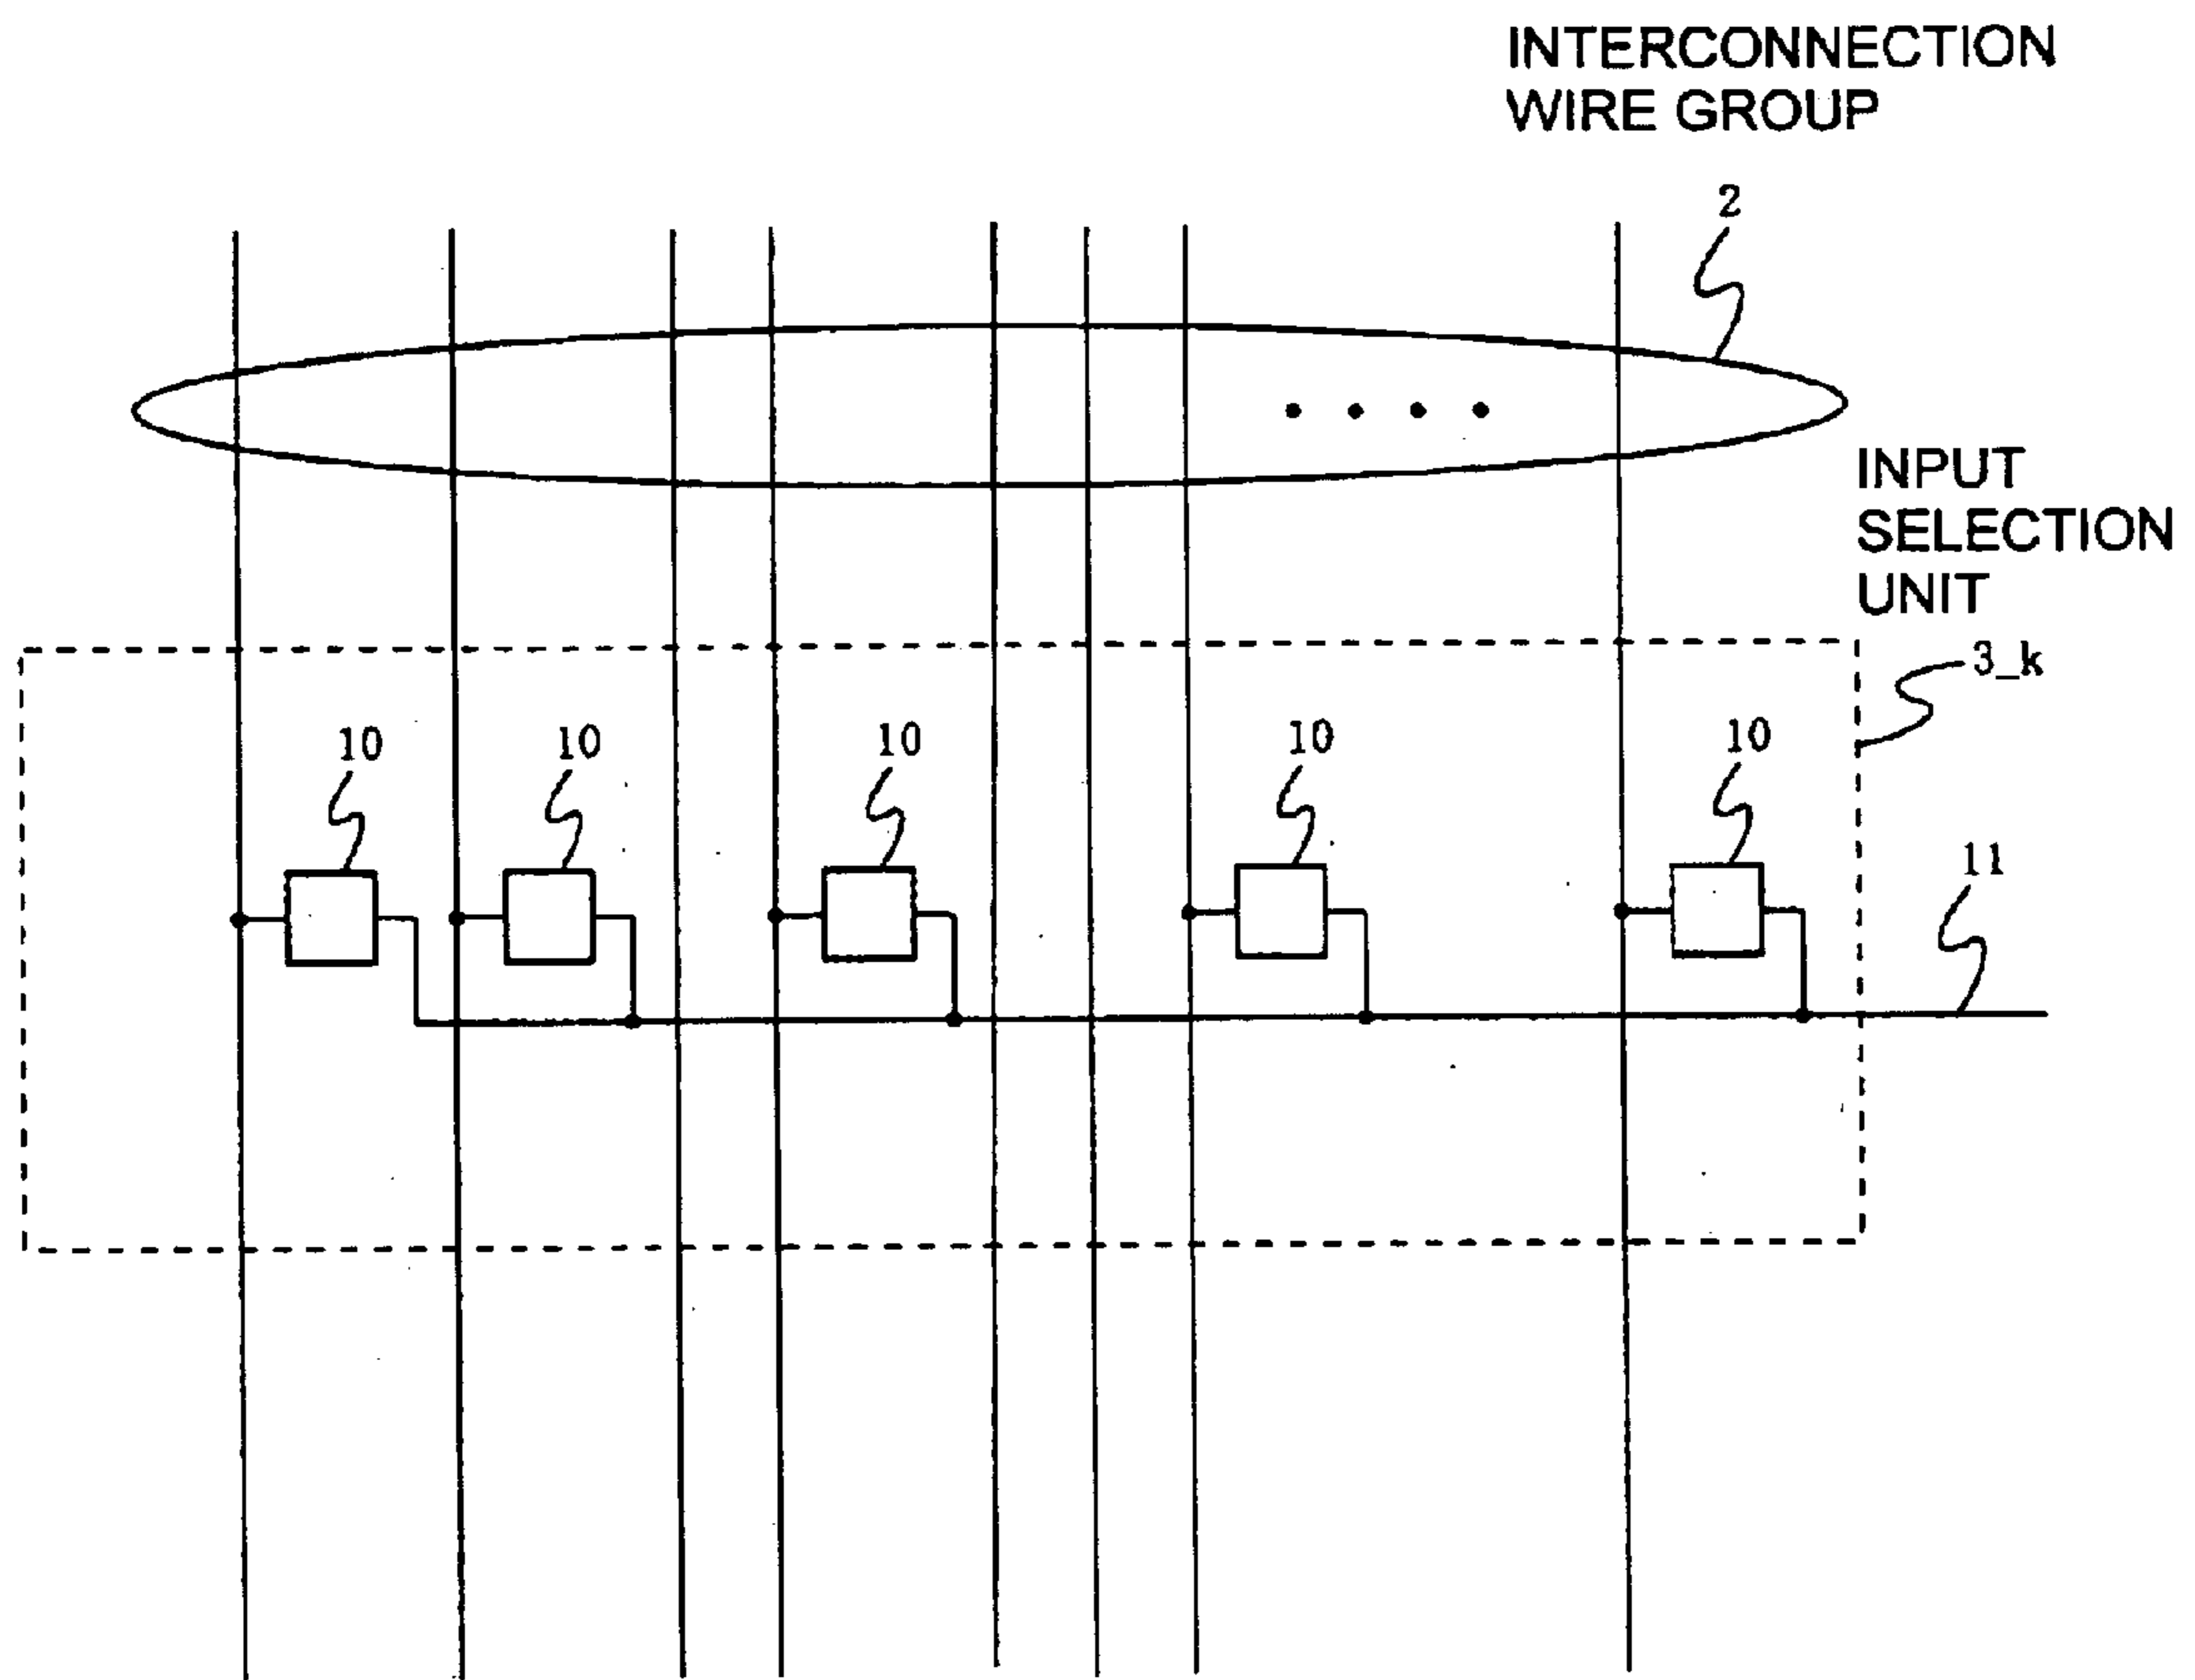 INTERCONNECTION
WIRE GROUP
2
INPUT
SELECTION
UNIT
3_k
10
10
10
10
10
11